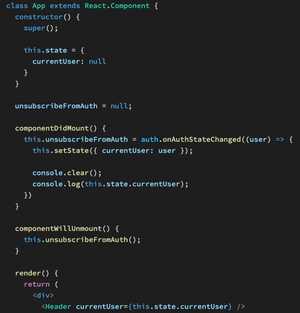 class App extends React.Component {
constructor() {
super();
this.state = {
currentUser: null
}
}
unsubscribeFromAuth = null;
componentDidMount() {
this.unsubscribeFromAuth = auth.onAuthStateChanged((user) => {
this.setState({ currentUser: user });
console.clear();
console.log(this.state.currentUser);
})
}
componentWillUnmount() {
this.unsubscribeFromAuth();
}
render() {
return (
<div>
<Header currentUser={this.state.currentUser} />